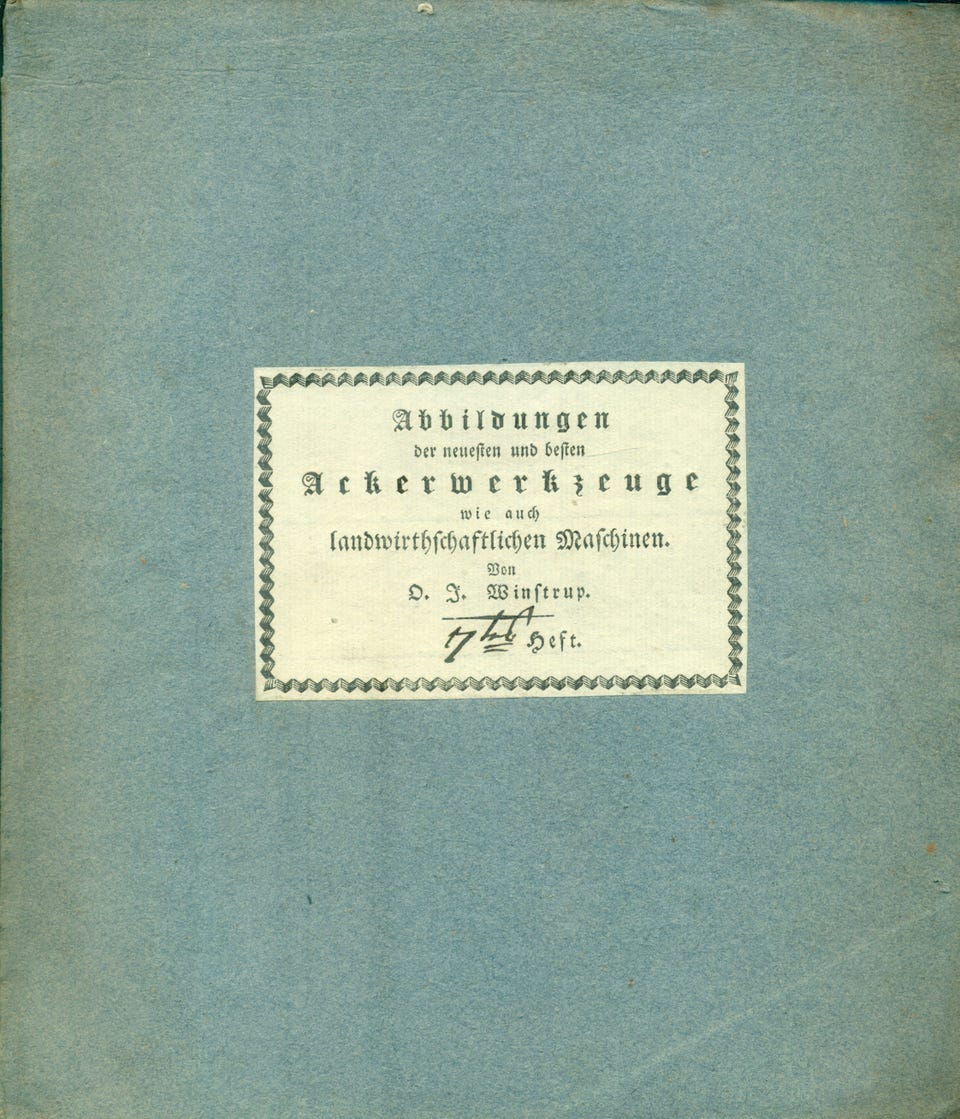 Abbildungen
der neuesten und besten
Ackerwerkzeuge
wie auch
landwirthschaftlichen Maschinen.
Von
O. J. Winstrup.
7tes Heft.